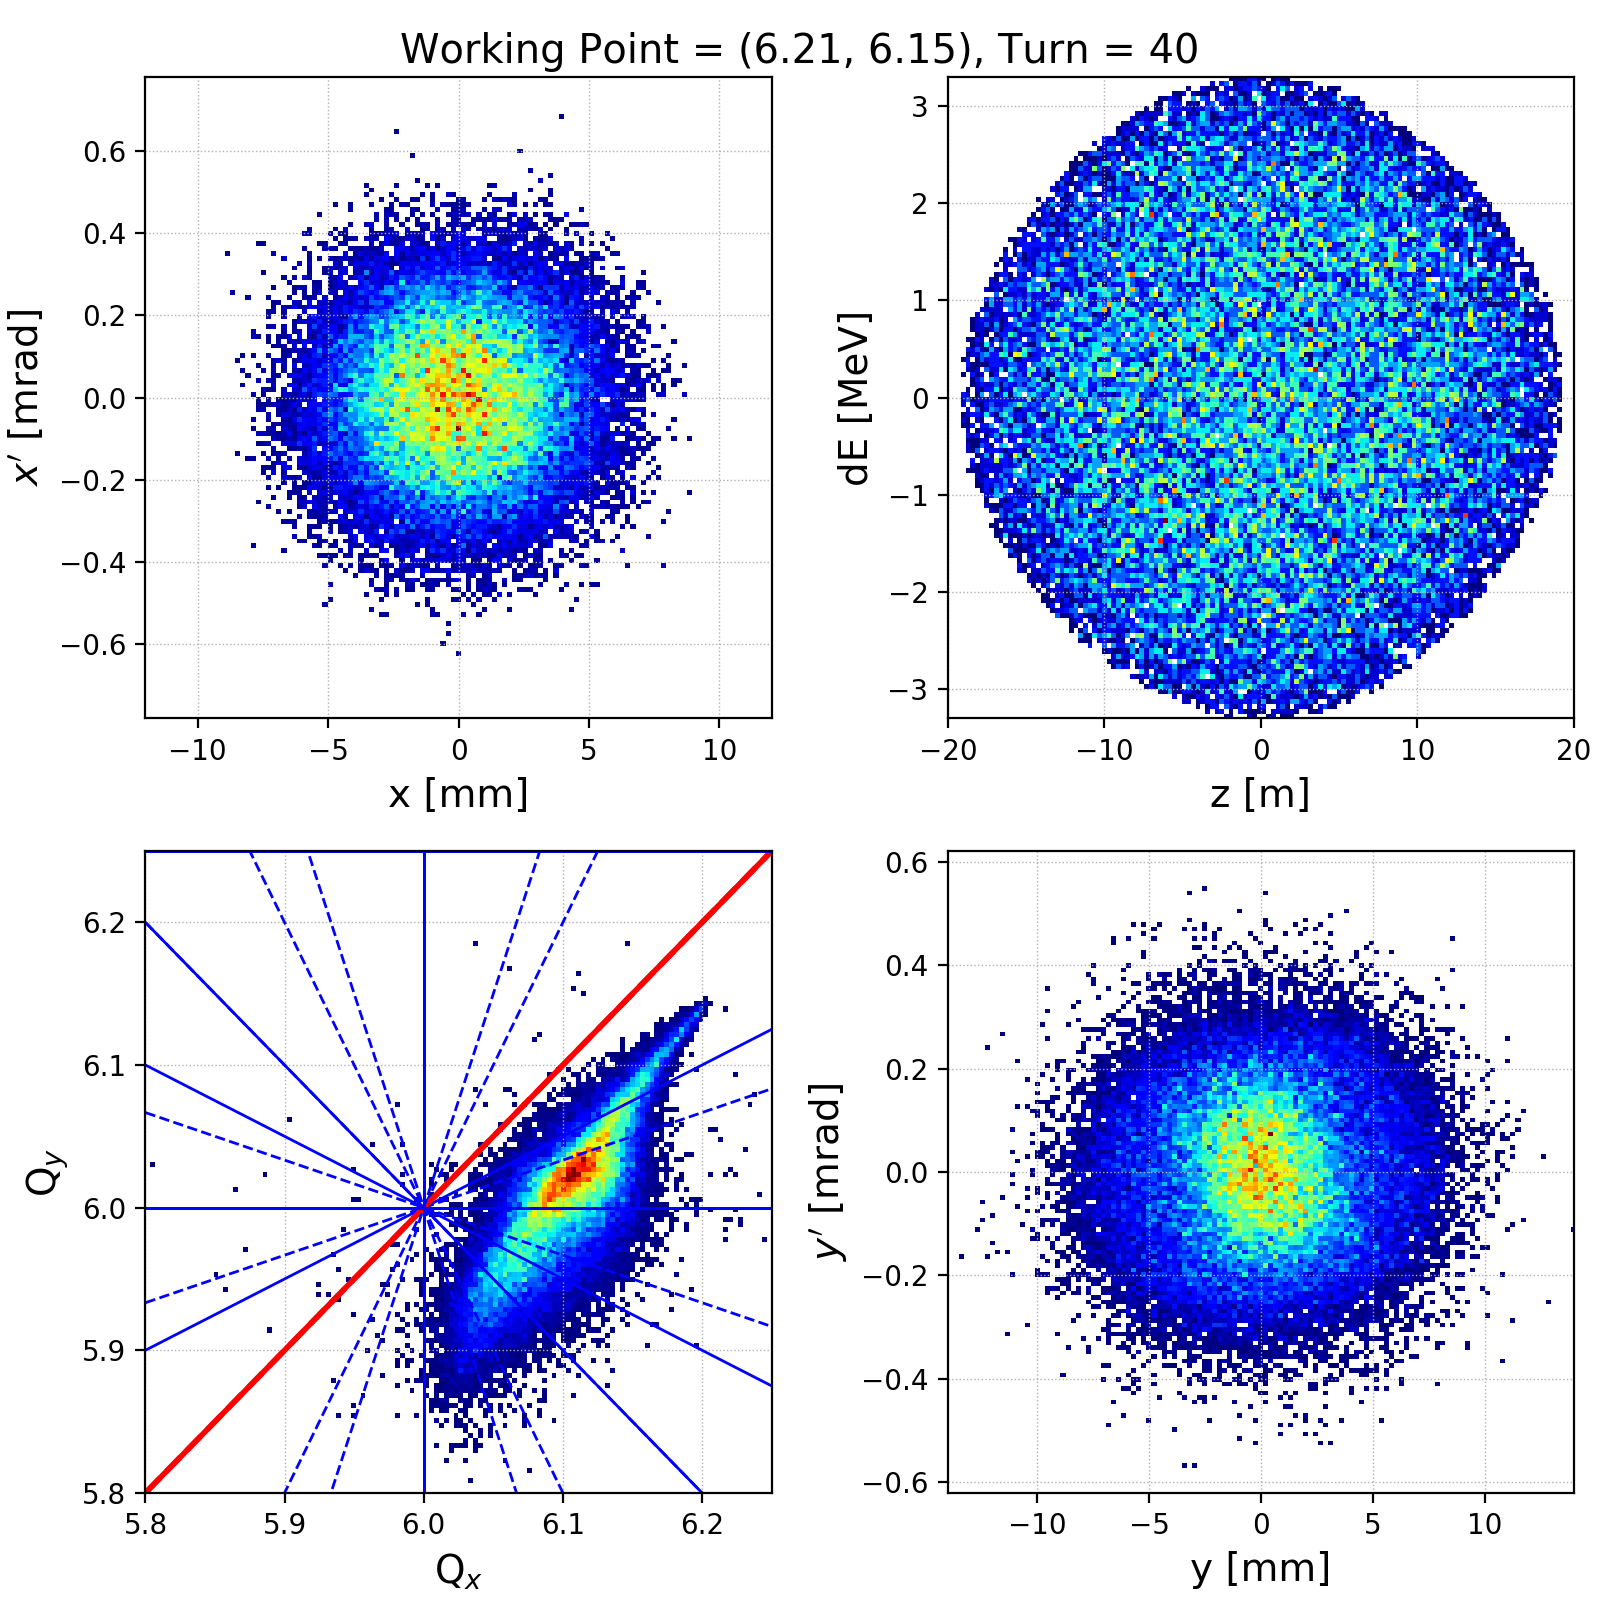 Working Point = (6.21, 6.15), Turn = 40
0.6
0.4
0.2
0.0
−0.2
−0.4
−0.6
x′ [mrad]
−10 −5 0 5 10
x [mm]
3
2
1
0
−1
−2
−3
dE [MeV]
−20 −10 0 10 20
z [m]
6.2
6.1
6.0
5.9
5.8
Qy
5.8 5.9 6.0 6.1 6.2
Qx
0.6
0.4
0.2
0.0
−0.2
−0.4
−0.6
y′ [mrad]
−10 −5 0 5 10
y [mm]